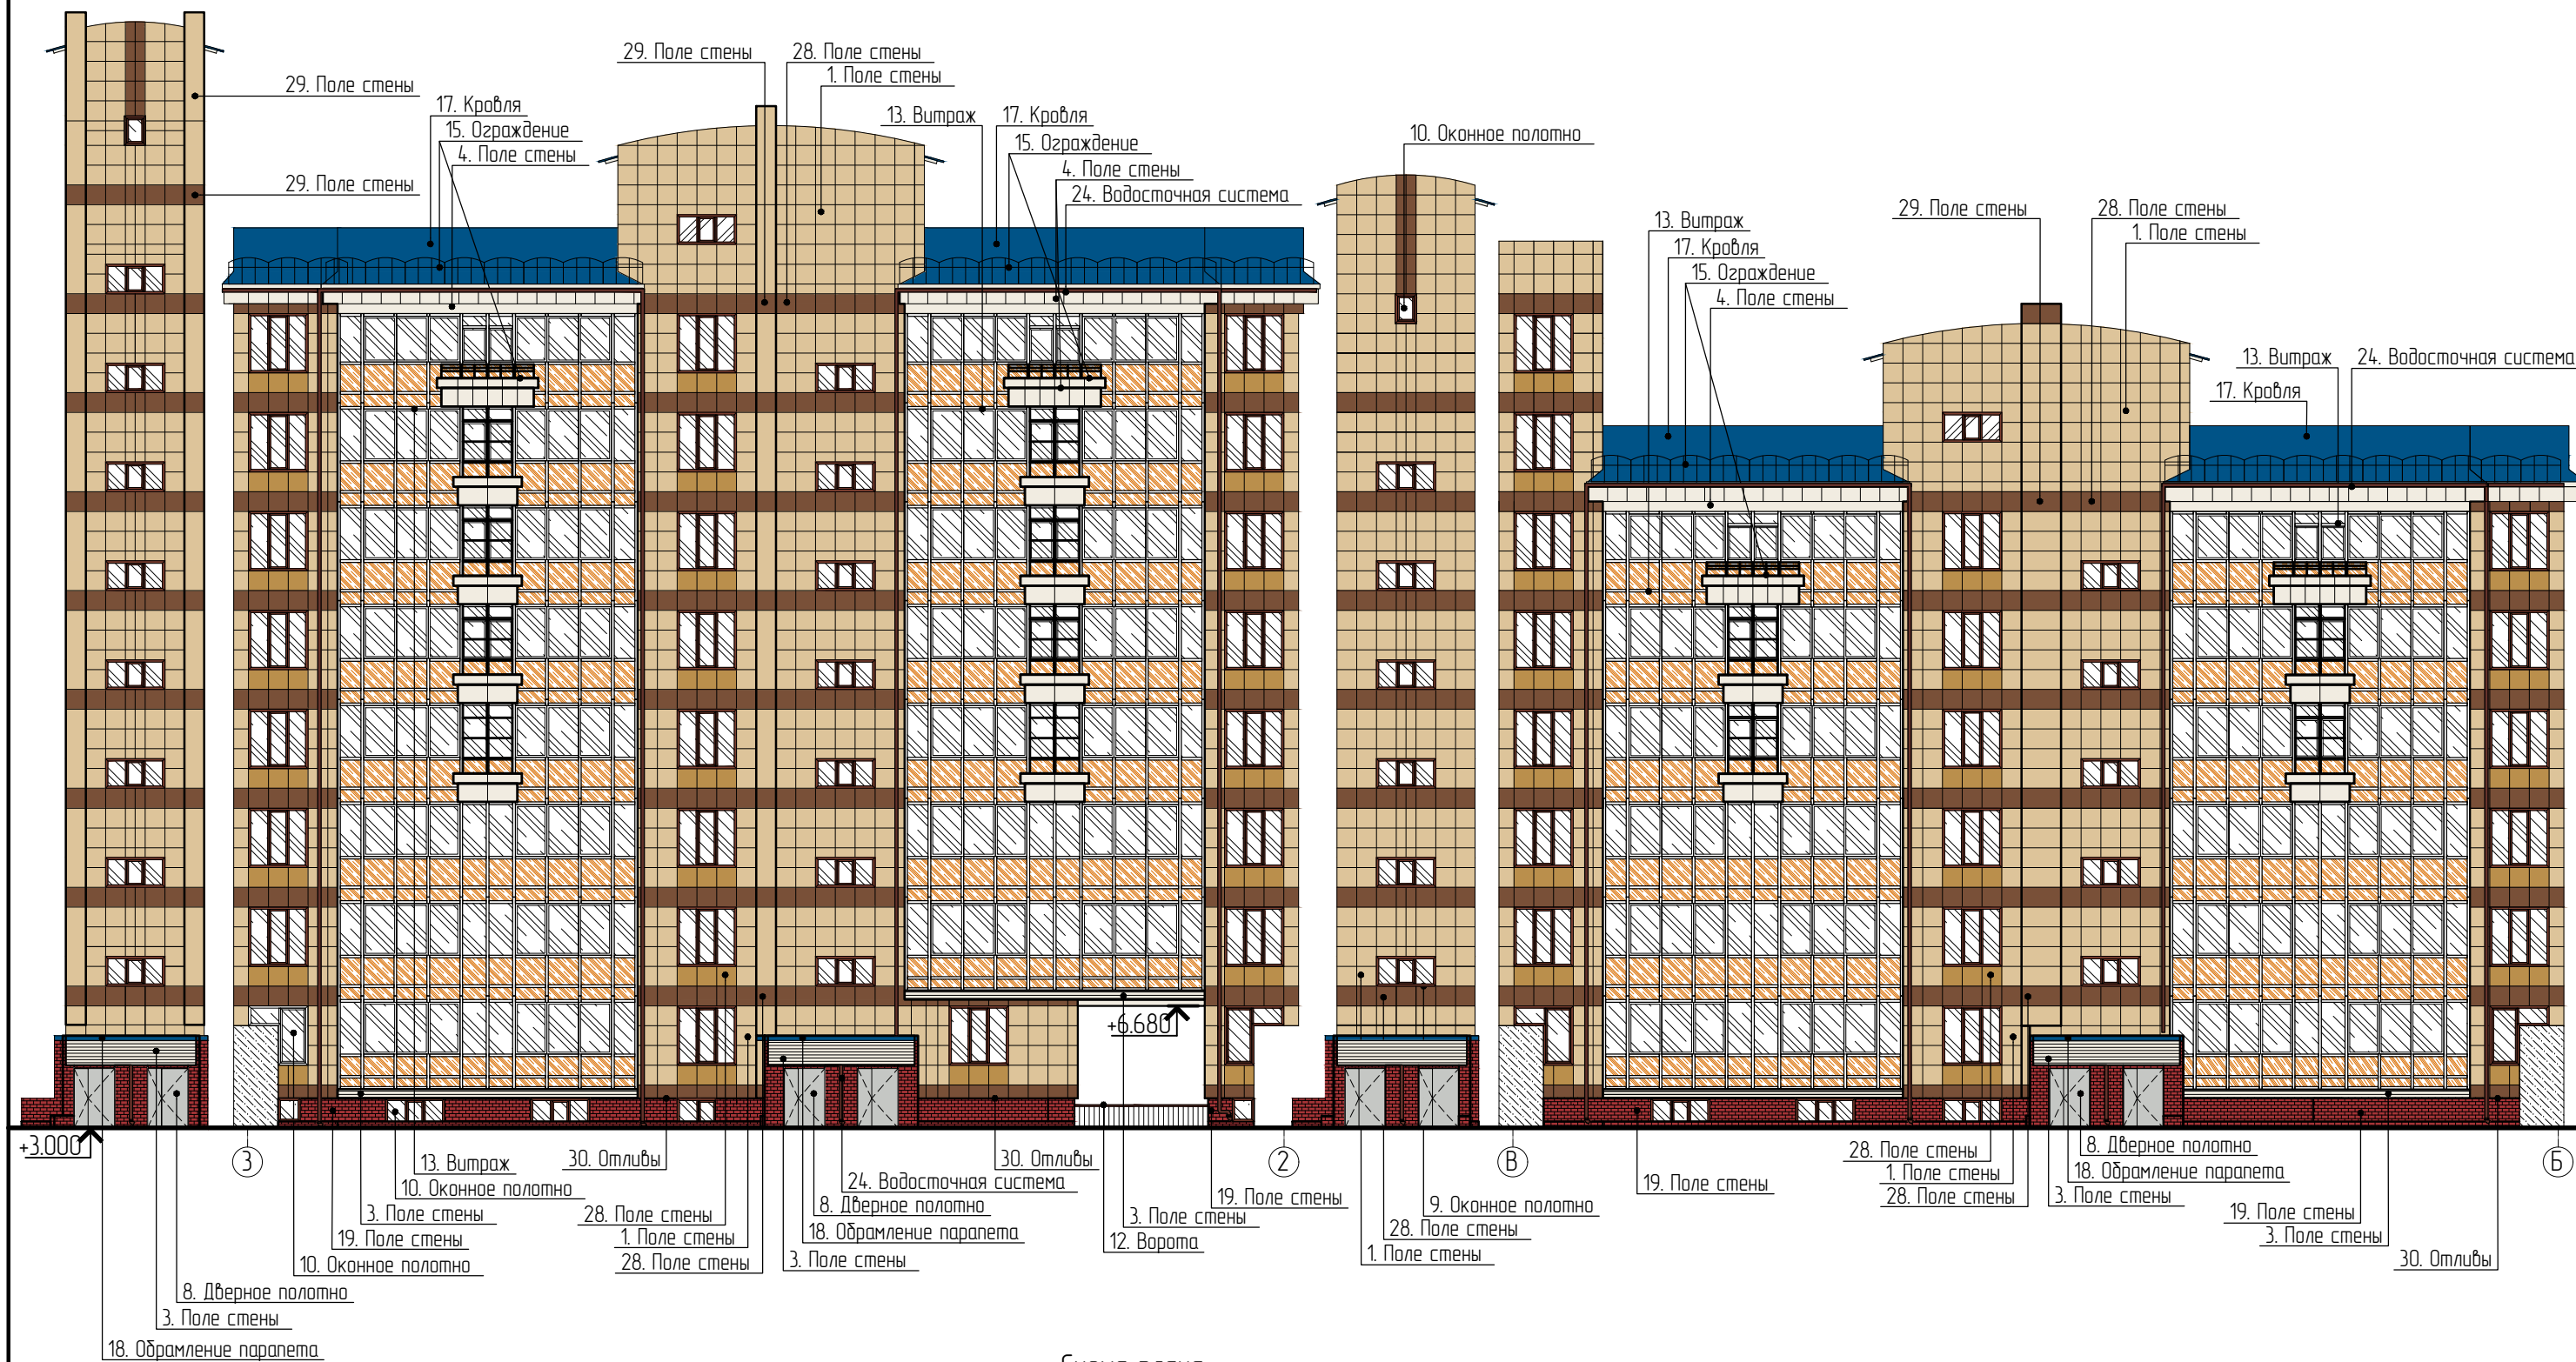 29. Поле стены
29. Поле стены
17. Кровля
15. Ограждение
4. Поле стены
29. Поле стены
28. Поле стены
1. Поле стены
13. Витраж
17. Кровля
15. Ограждение
4. Поле стены
24. Водосточная система
10. Оконное полотно
13. Витраж
17. Кровля
15. Ограждение
4. Поле стены
29. Поле стены
28. Поле стены
1. Поле стены
13. Витраж
24. Водосточная система
17. Кровля
+6.680
+3.000
3
2
В
Б
13. Витраж
10. Оконное полотно
3. Поле стены
19. Поле стены
10. Оконное полотно
8. Дверное полотно
3. Поле стены
18. Обрамление парапета
30. Отливы
28. Поле стены
1. Поле стены
28. Поле стены
30. Отливы
24. Водосточная система
8. Дверное полотно
18. Обрамление парапета
3. Поле стены
19. Поле стены
3. Поле стены
12. Ворота
9. Оконное полотно
28. Поле стены
1. Поле стены
19. Поле стены
28. Поле стены
1. Поле стены
28. Поле стены
8. Дверное полотно
18. Обрамление парапета
3. Поле стены
19. Поле стены
3. Поле стены
30. Отливы